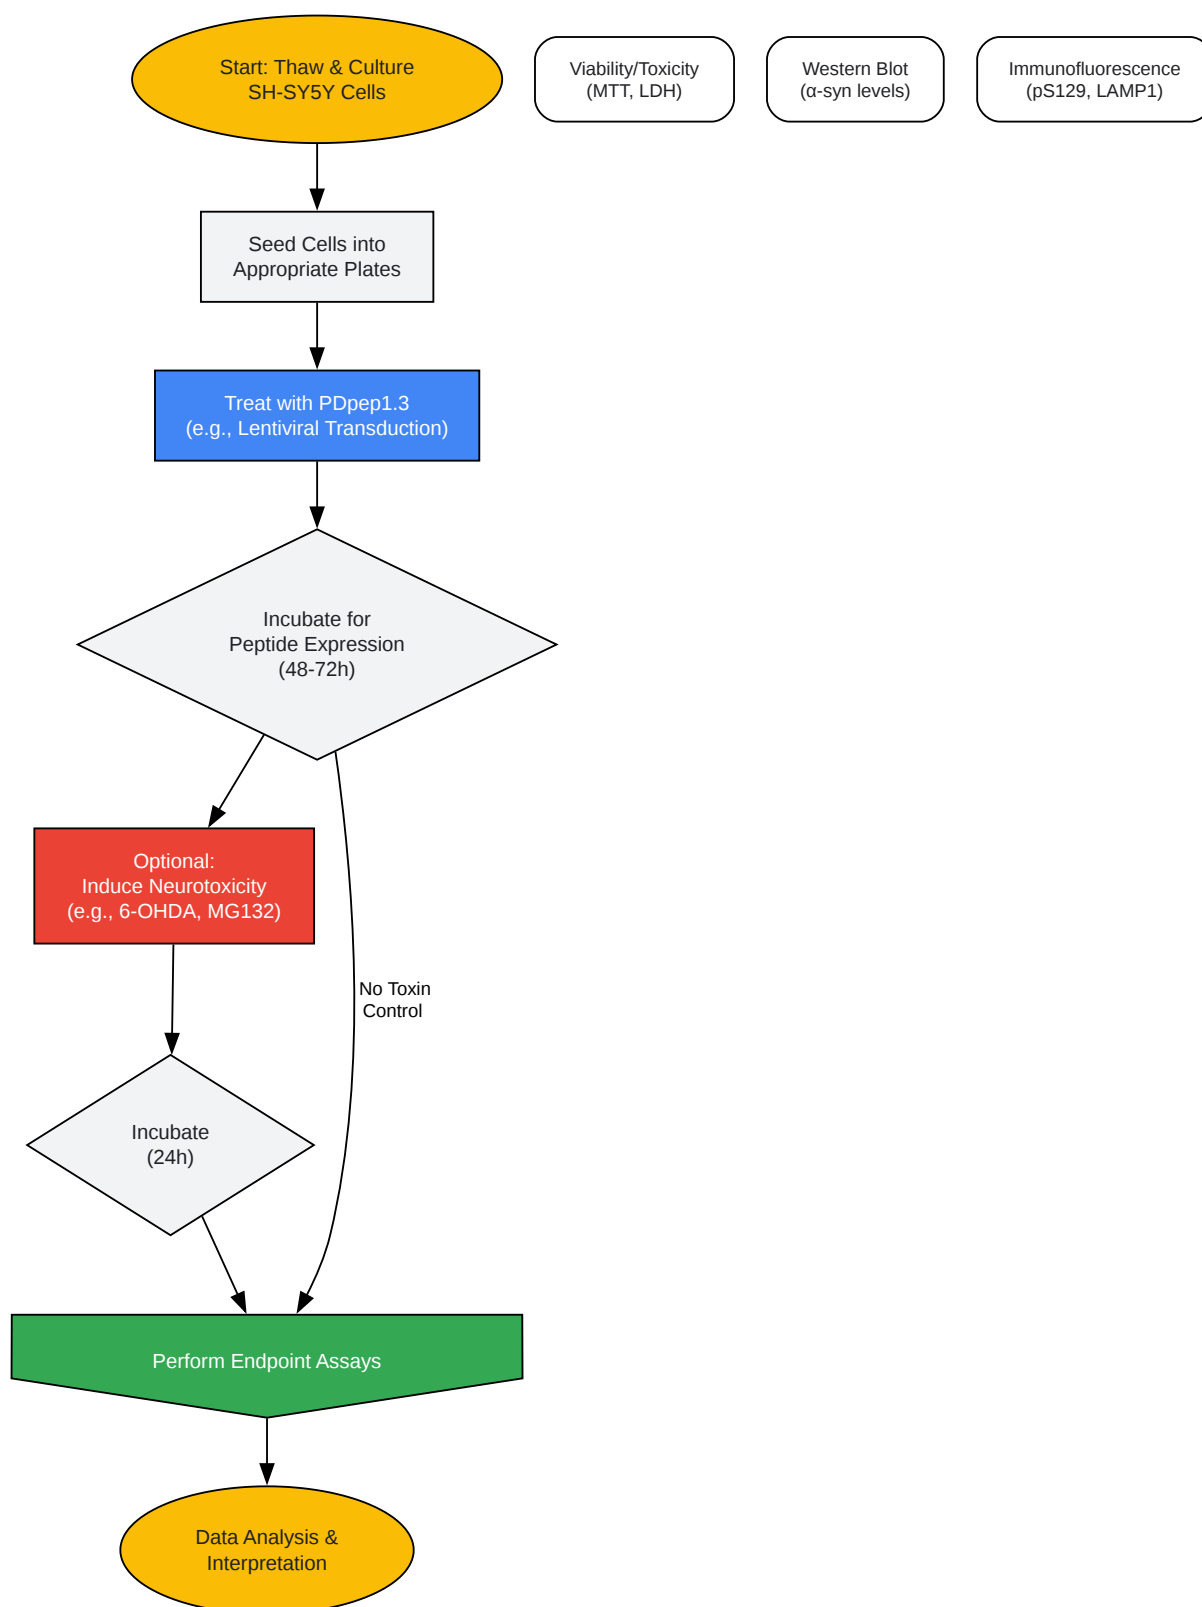 Start: Thaw & Culture
SH-SY5Y Cells
Viability/Toxicity
(MTT, LDH)
Western Blot
(α-syn levels)
Immunofluorescence
(pS129, LAMP1)
Seed Cells into
Appropriate Plates
Treat with PDpep1.3
(e.g., Lentiviral Transduction)
Incubate for
Peptide Expression
(48-72h)
Optional:
Induce Neurotoxicity
(e.g., 6-OHDA, MG132)
No Toxin
Control
Incubate
(24h)
Perform Endpoint Assays
Data Analysis &
Interpretation